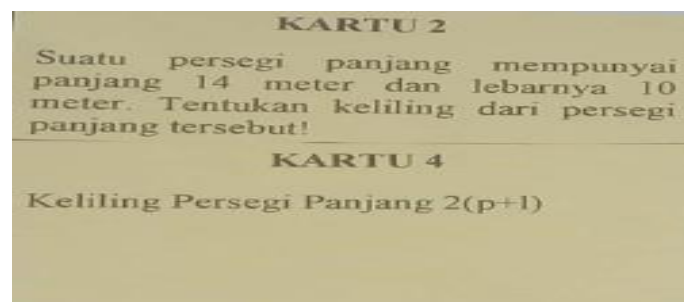 KARTU 2
Suatu persegi panjang mempunyai
panjang 14 meter dan lebarnya 10
meter. Tentukan keliling dari persegi
panjang tersebut!
KARTU 4
Keliling Persegi Panjang 2(p+l)